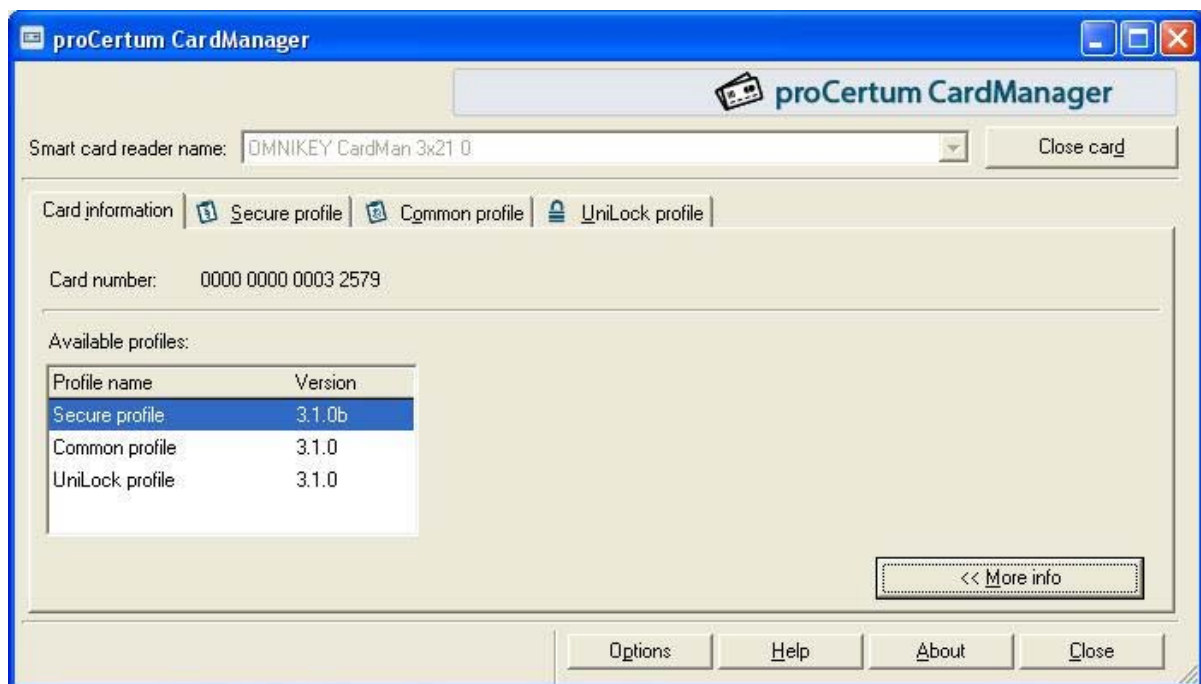 proCertum CardManager
proCertum CardManager
Smart card reader name: OMNIKEY CardMan 3x21 0 Close card
Card information Secure profile Common profile UniLock profile
Card number: 0000 0000 0003 2579
Available profiles:
Profile name Version
Secure profile 3.1.0b
Common profile 3.1.0
UniLock profile 3.1.0
<< More info
Options Help About Close